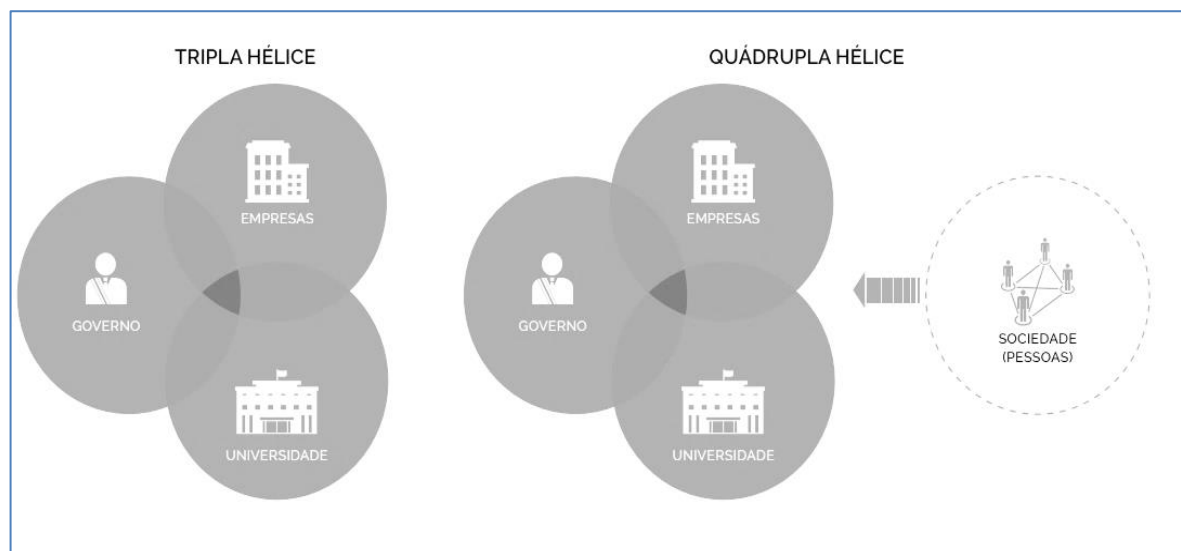 TRIPLA HÉLICE
EMPRESAS
GOVERNO
UNIVERSIDADE
QUÁDRUPLA HÉLICE
EMPRESAS
GOVERNO
UNIVERSIDADE
SOCIEDADE
(PESSOAS)